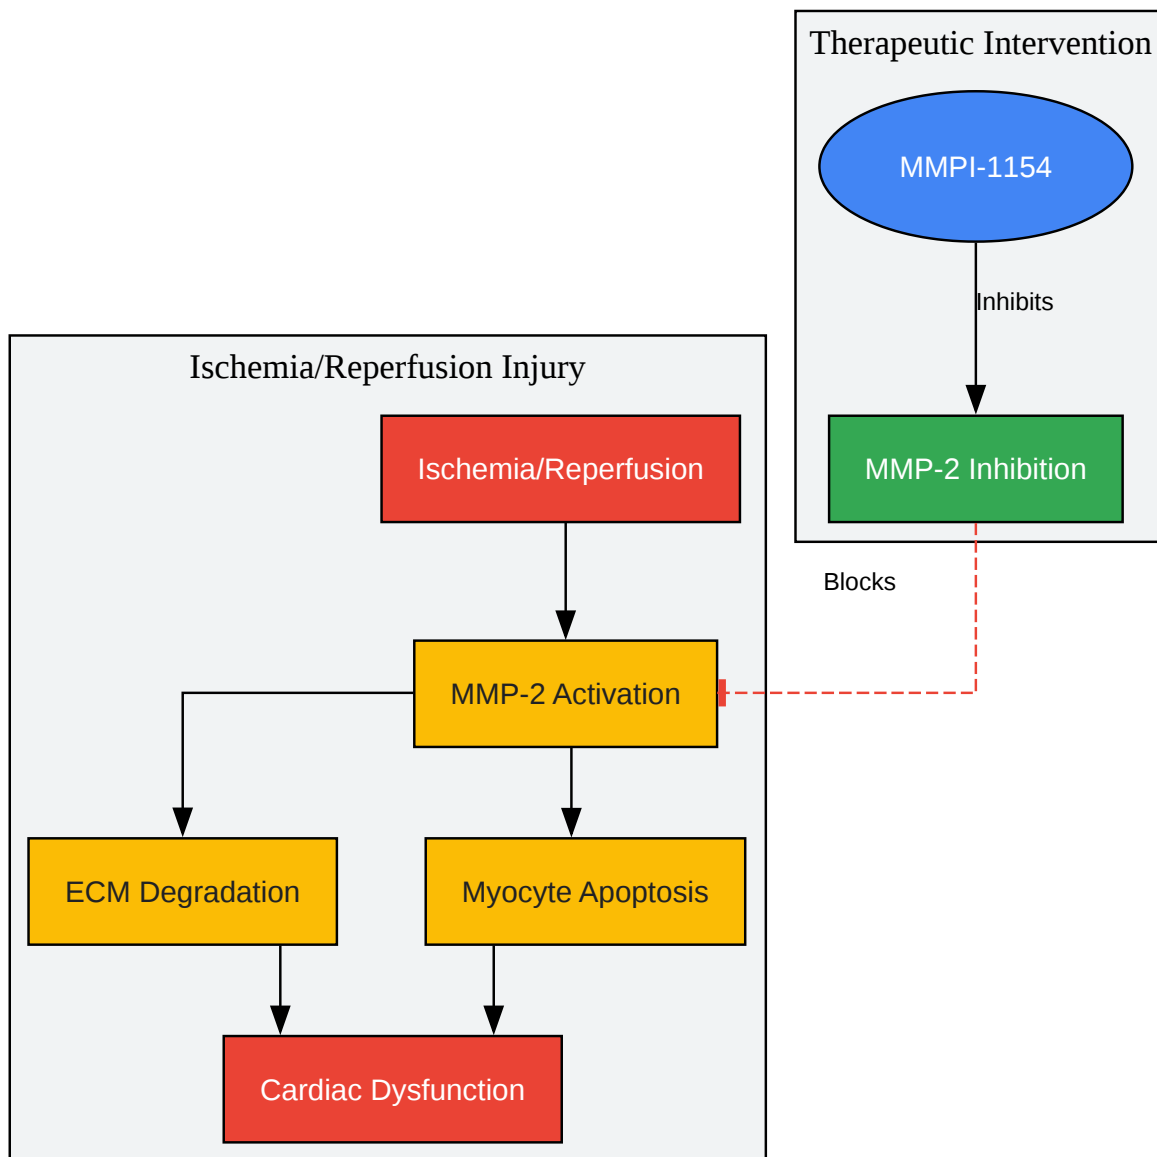 Therapeutic Intervention
MMPI-1154
Inhibits
MMP-2 Inhibition
Blocks
Ischemia/Reperfusion Injury
Ischemia/Reperfusion
MMP-2 Activation
ECM Degradation
Myocyte Apoptosis
Cardiac Dysfunction